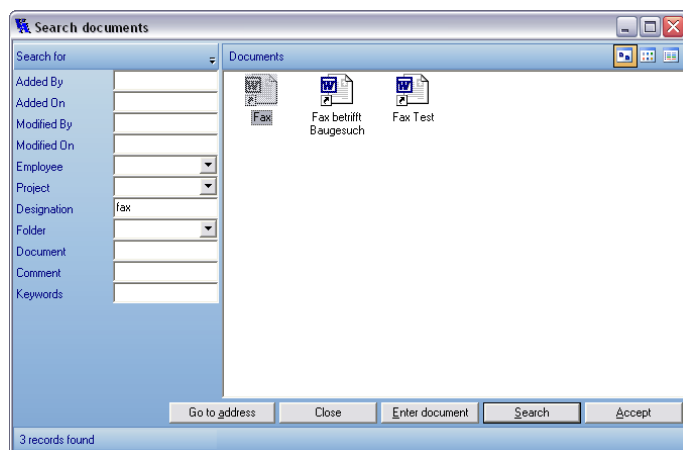 Search documents
Search for
Documents
Added By
Added On
Modified By
Modified On
Employee
Project
Designation
fax
Folder
Document
Comment
Keywords
Fax
Fax betrifft
Baugesuch
Fax Test
Go to address
Close
Enter document
Search
Accept
3 records found